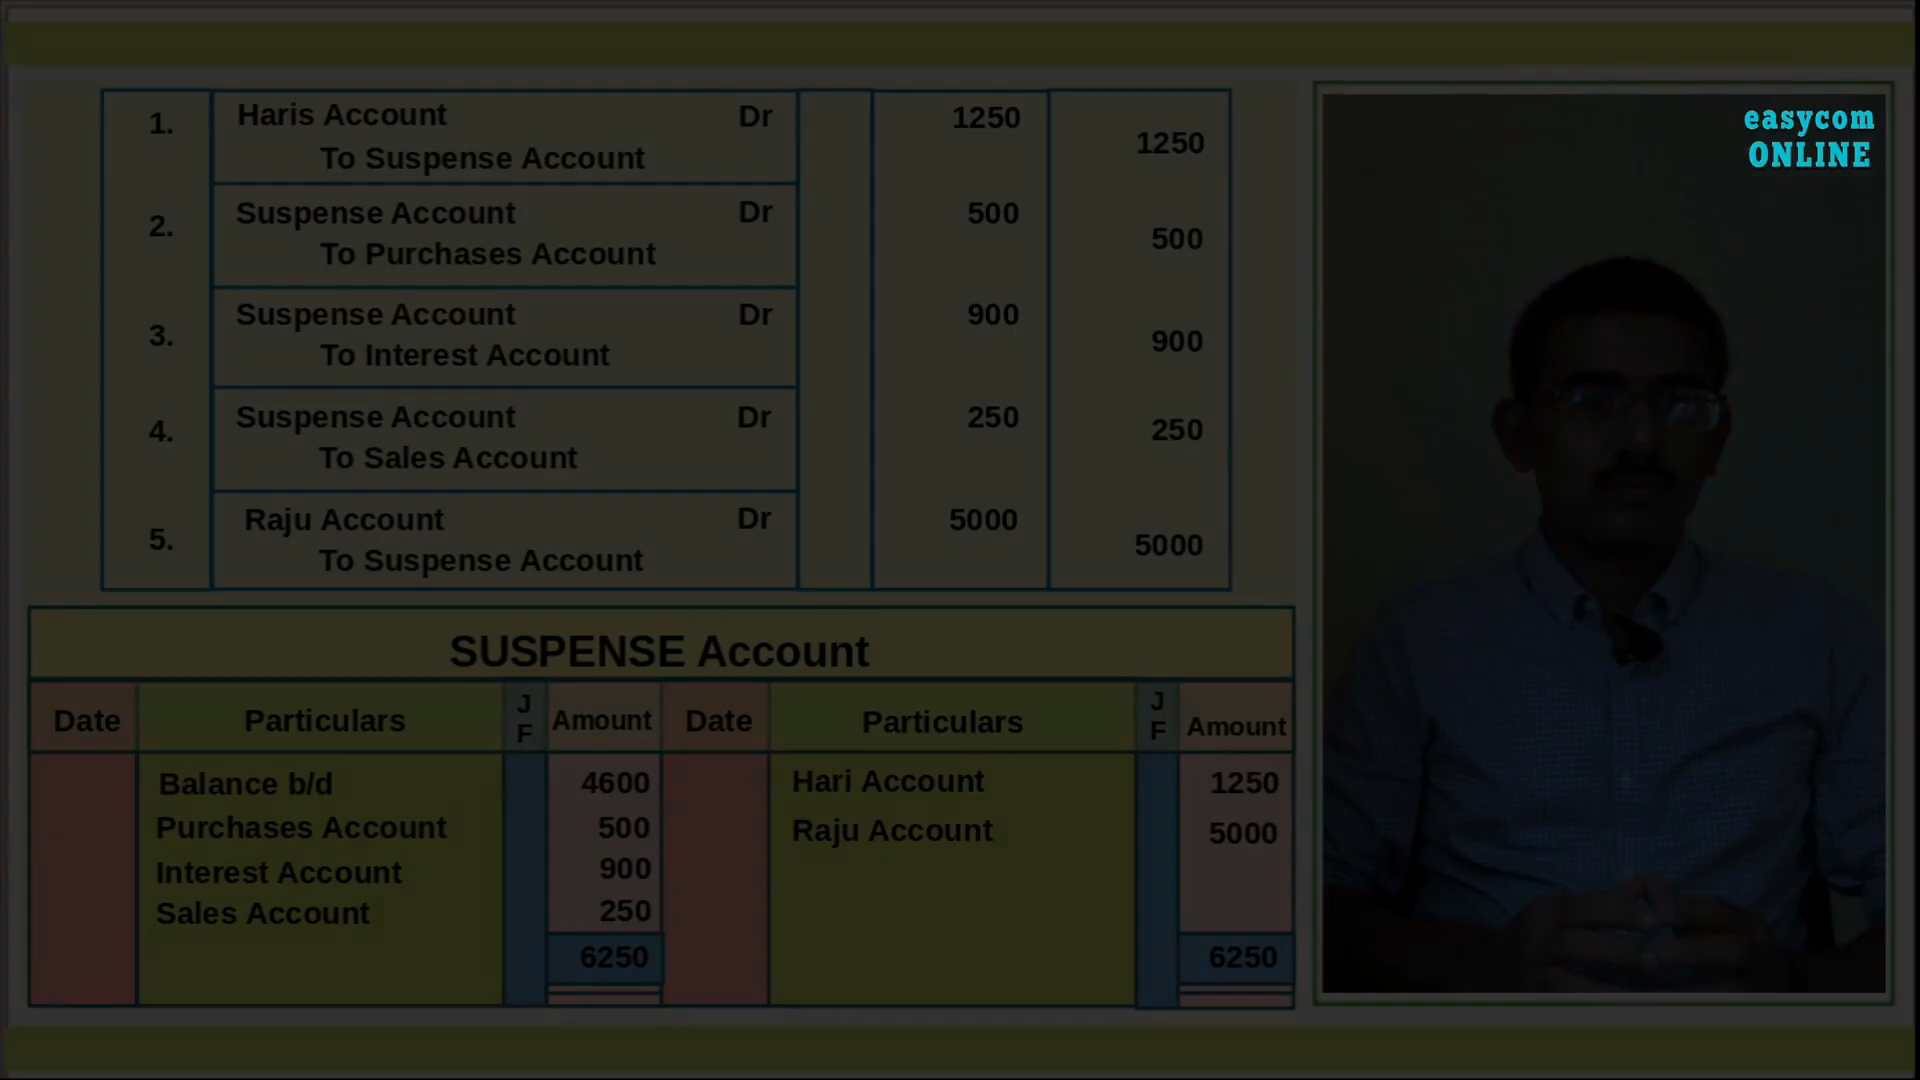 1. Haris Account Dr 1250
To Suspense Account 1250
2. Suspense Account Dr 500
To Purchases Account 500
3. Suspense Account Dr 900
To Interest Account 900
4. Suspense Account Dr 250
To Sales Account 250
5. Raju Account Dr 5000
To Suspense Account 5000
SUSPENSE Account
Date Particulars J F Amount Date Particulars J F Amount
Balance b/d 4600 Hari Account 1250
Purchases Account 500 Raju Account 5000
Interest Account 900
Sales Account 250
6250 6250
easycom
ONLINE